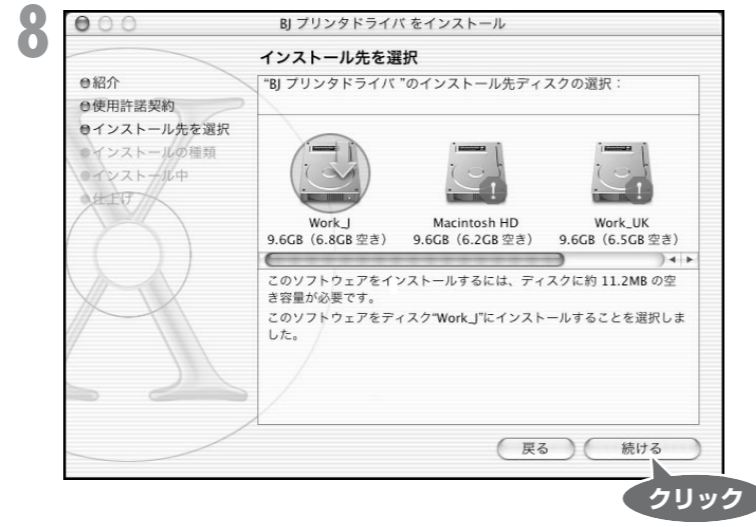 8
BJ プリンタドライバ をインストール
インストール先を選択
紹介
使用許諾契約
インストール先を選択
インストールの種類
インストール中
仕上げ
"BJ プリンタドライバ "のインストール先ディスクの選択：
Work_J
9.6GB（6.8GB 空き）
Macintosh HD
9.6GB（6.2GB 空き）
Work_UK
9.6GB（6.5GB 空き）
このソフトウェアをインストールするには、ディスクに約 11.2MB の空
き容量が必要です。
このソフトウェアをディスク"Work_J"にインストールすることを選択しま
した。
戻る
続ける
クリック